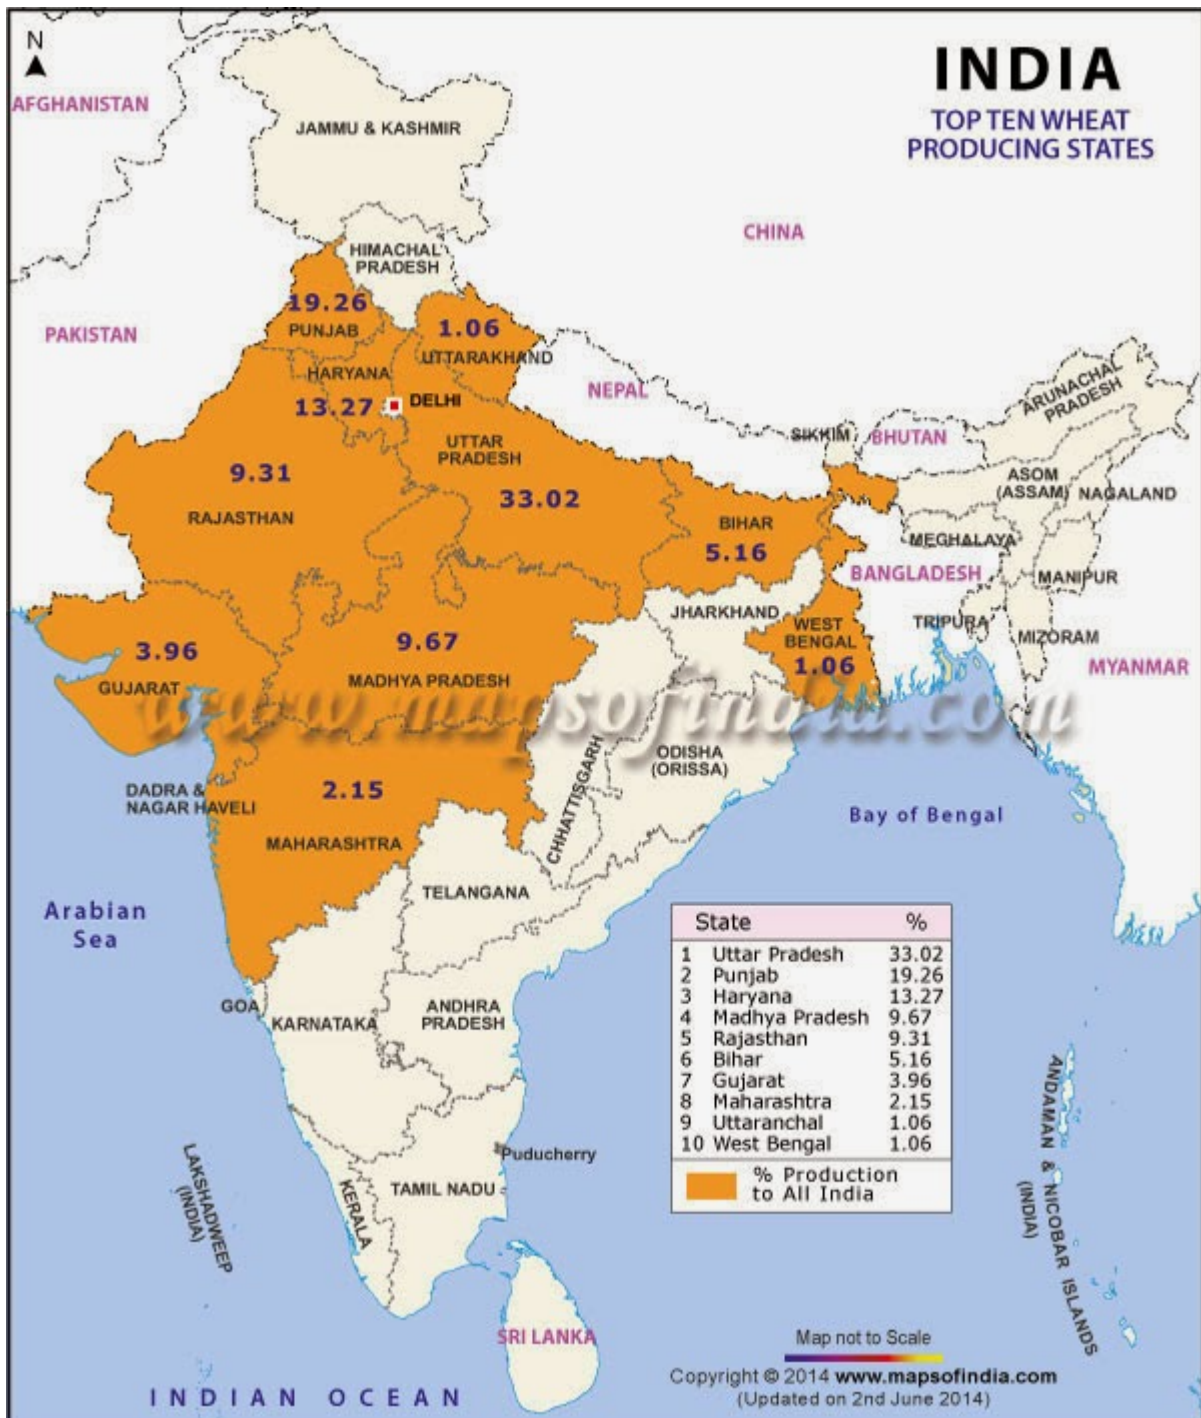 N
INDIA
TOP TEN WHEAT
PRODUCING STATES
AFGHANISTAN
JAMMU & KASHMIR
CHINA
HIMACHAL
PRADESH
PAKISTAN
19.26
PUNJAB
1.06
UTTARAKHAND
HARYANA
13.27
DELHI
NEPAL
ARUNACHAL
PRADESH
SIKKIM
BHUTAN
UTTAR
PRADESH
33.02
9.31
RAJASTHAN
ASOM
(ASSAM)
NAGALAND
BIHAR
5.16
MEGHALAYA
BANGLADESH
MANIPUR
JHARKHAND
WEST
BENGAL
1.06
TRIPURA
MIZORAM
MYANMAR
3.96
GUJARAT
9.67
MADHYA PRADESH
www.mapsofindia.com
CHHATTISGARH
ODISHA
(ORISSA)
DADRA &
NAGAR HAVELI
2.15
MAHARASHTRA
Bay of Bengal
TELANGANA
Arabian
Sea
GOA
KARNATAKA
ANDHRA
PRADESH
State %
1 Uttar Pradesh 33.02
2 Punjab 19.26
3 Haryana 13.27
4 Madhya Pradesh 9.67
5 Rajasthan 9.31
6 Bihar 5.16
7 Gujarat 3.96
8 Maharashtra 2.15
9 Uttaranchal 1.06
10 West Bengal 1.06
% Production
to All India
Puducherry
TAMIL NADU
KERALA
LAKSHADWEEP
(INDIA)
ANDAMAN & NICOBAR ISLANDS
(INDIA)
SRI LANKA
INDIAN OCEAN
Map not to Scale
Copyright © 2014 www.mapsofindia.com
(Updated on 2nd June 2014)